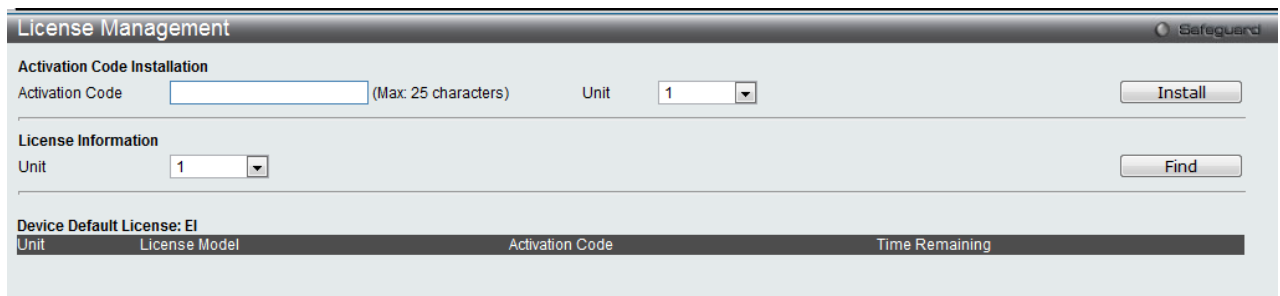 License Management
Safeguard
Activation Code Installation
Activation Code (Max: 25 characters) Unit 1 Install
License Information
Unit 1 Find
Device Default License: EI
Unit License Model Activation Code Time Remaining